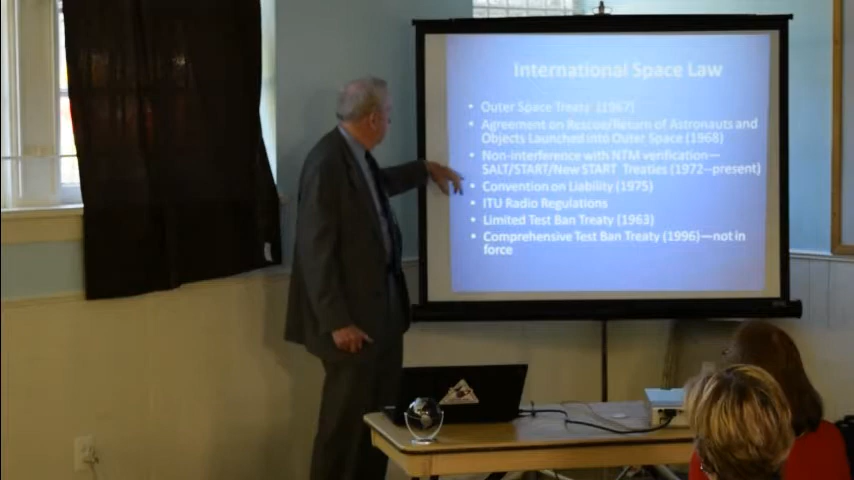 International Space Law
• Outer Space Treaty (1967)
• Agreement on Rescue/Return of Astronauts and
Objects Launched into Outer Space (1968)
• Non-interference with NTM verification—
SALT/START/New START Treaties (1972--present)
• Convention on Liability (1975)
• ITU Radio Regulations
• Limited Test Ban Treaty (1963)
• Comprehensive Test Ban Treaty (1996)—not in
force